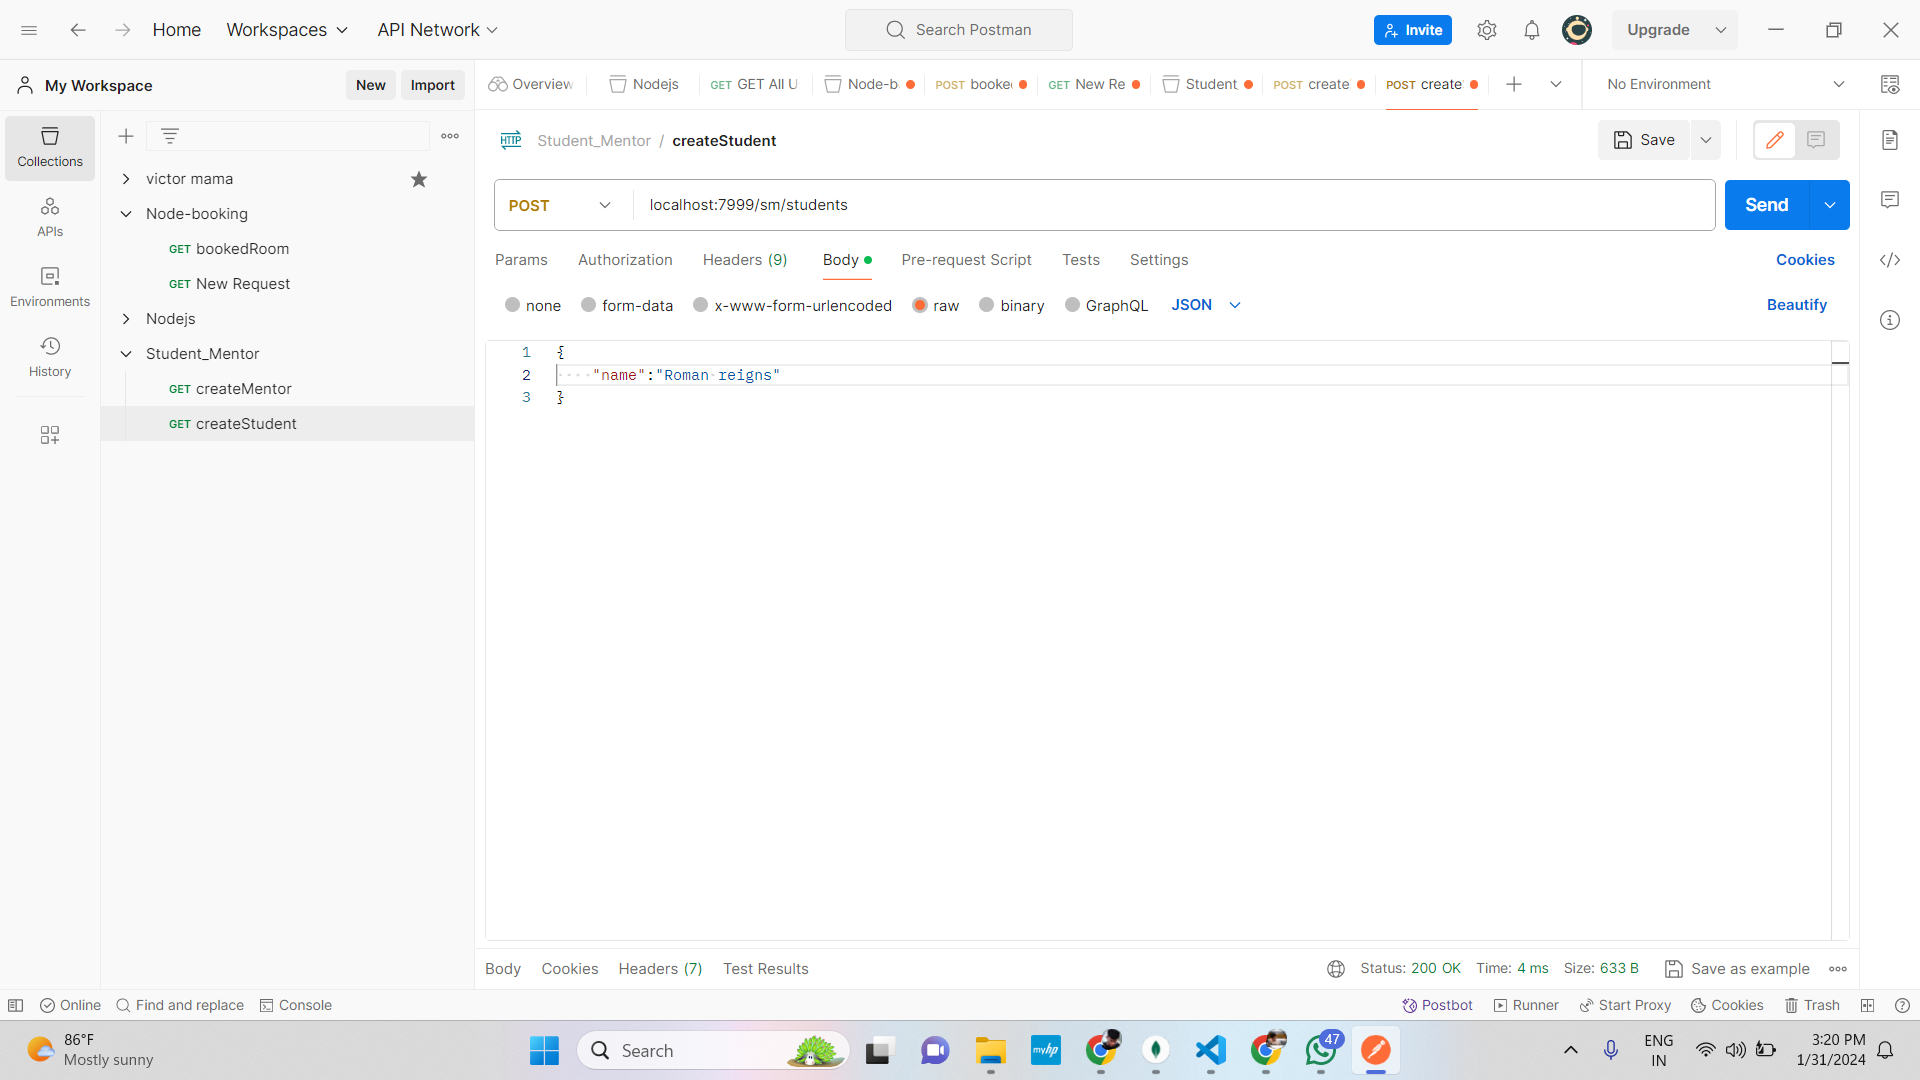 Home Workspaces API Network
Search Postman
Invite
Upgrade
My Workspace
New Import
Overview
Nodejs
GET GET All U
Node-b
POST booke
GET New Re
Student_
POST create
POST create
No Environment
Collections
APIs
Environments
History
victor mama
Node-booking
GET bookedRoom
GET New Request
Nodejs
Student_Mentor
GET createMentor
GET createStudent
HTTP Student_Mentor / createStudent
Save
POST localhost:7999/sm/students
Send
Params Authorization Headers (9) Body Pre-request Script Tests Settings Cookies
none form-data x-www-form-urlencoded raw binary GraphQL JSON Beautify
1 {
2 "name":"Roman reigns"
3 }
Body Cookies Headers (7) Test Results
Status: 200 OK Time: 4 ms Size: 633 B Save as example
Online Find and replace Console
Postbot Runner Start Proxy Cookies Trash
86°F
Mostly sunny
Search
myhp
47
ENG
IN
3:20 PM
1/31/2024